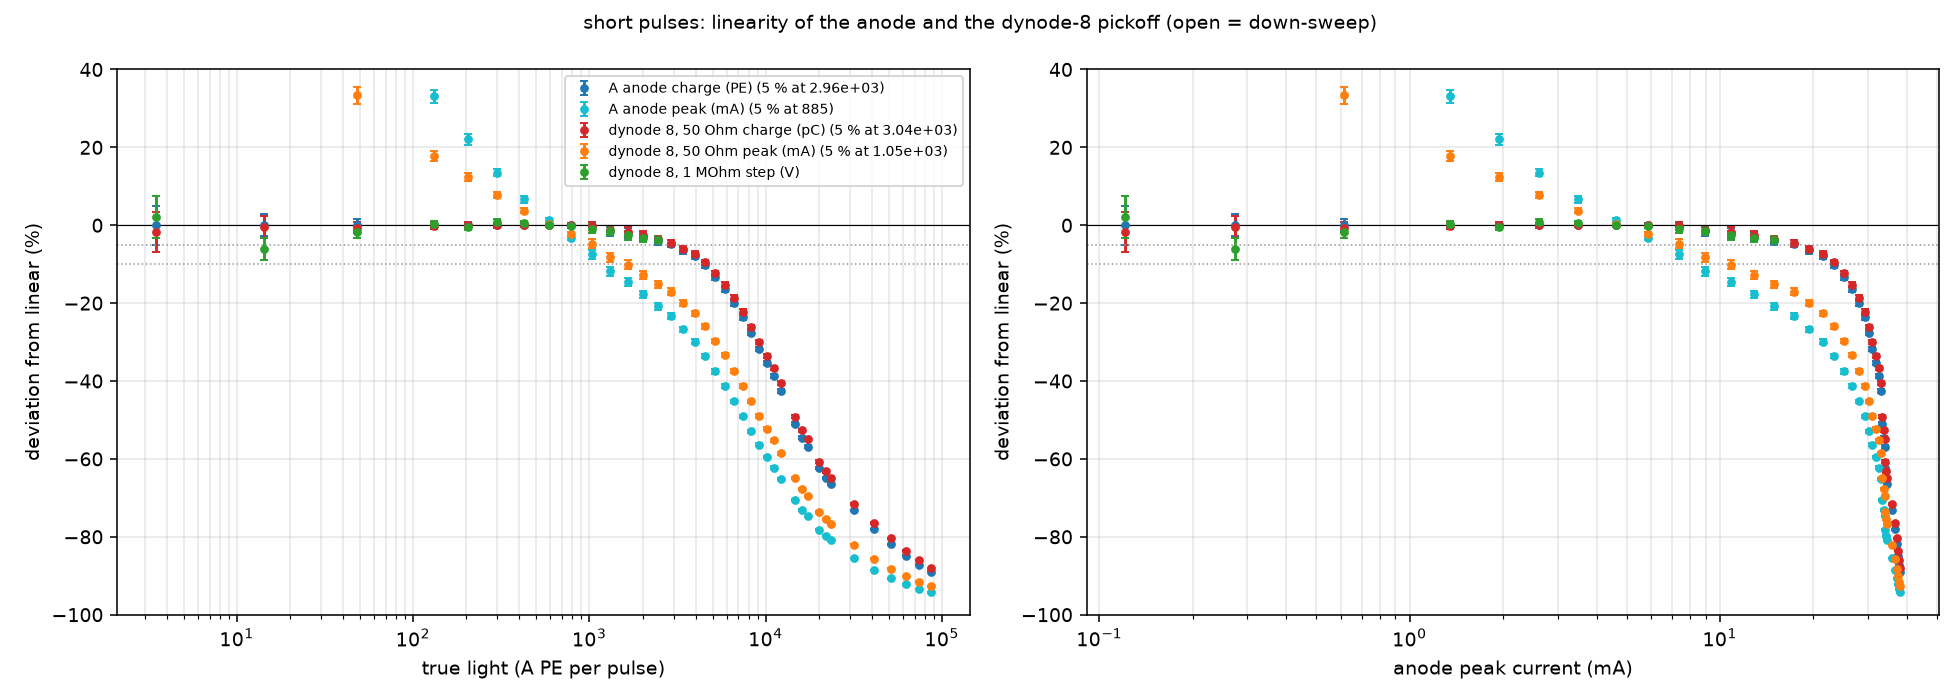 short pulses: linearity of the anode and the dynode-8 pickoff (open = down-sweep)
deviation from linear (%)
40
20
0
−20
−40
−60
−80
−100
A anode charge (PE) (5 % at 2.96e+03)
A anode peak (mA) (5 % at 885)
dynode 8, 50 Ohm charge (pC) (5 % at 3.04e+03)
dynode 8, 50 Ohm peak (mA) (5 % at 1.05e+03)
dynode 8, 1 MOhm step (V)
10¹ 10² 10³ 10⁴ 10⁵
true light (A PE per pulse)
deviation from linear (%)
40
20
0
−20
−40
−60
−80
−100
10⁻¹ 10⁰ 10¹
anode peak current (mA)